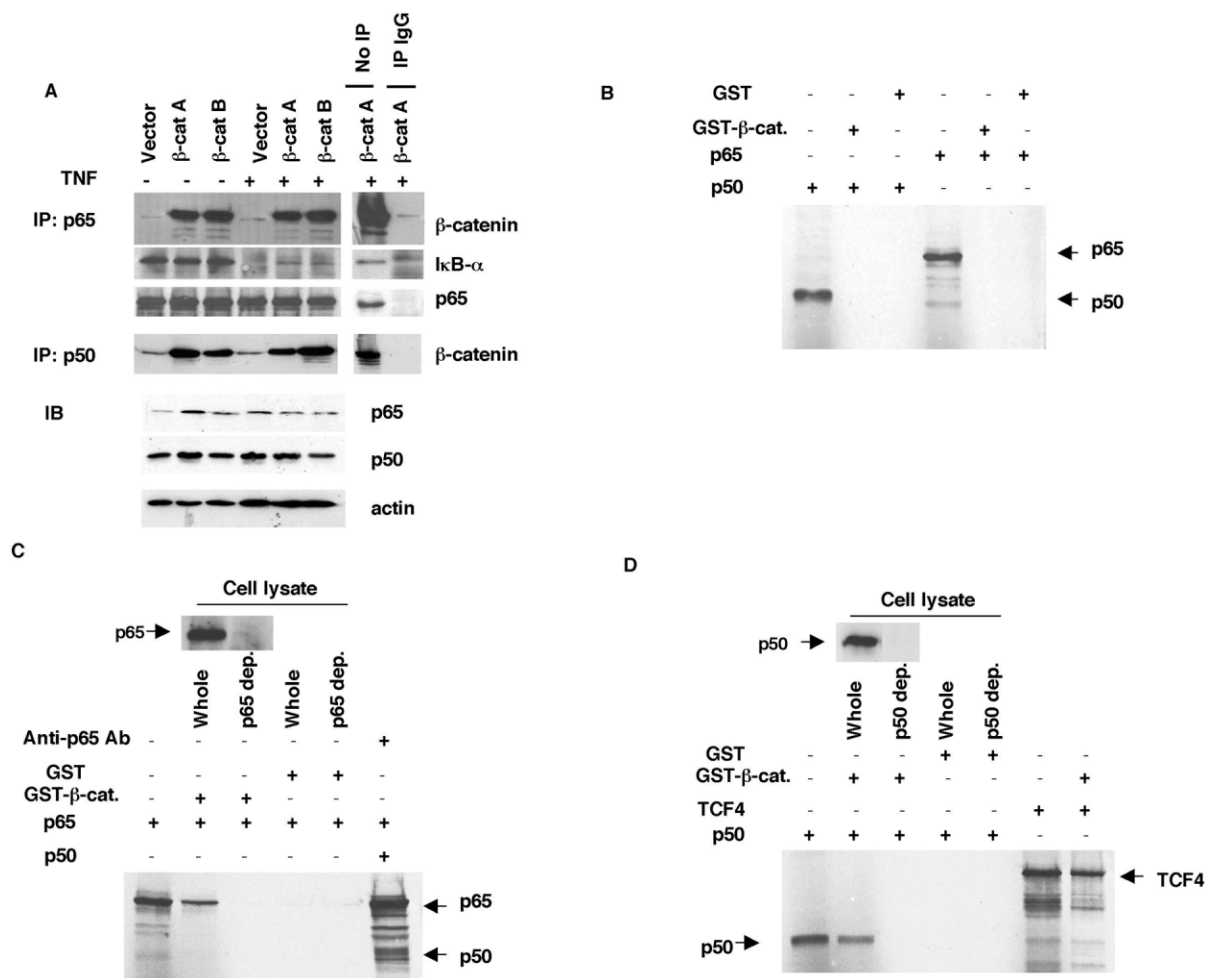 A
No IP
IP IgG
Vector
β-cat A
β-cat B
Vector
β-cat A
β-cat B
β-cat A
β-cat A
TNF - - - + + + + +
IP: p65
β-catenin
IκB-α
p65
IP: p50
β-catenin
IB
p65
p50
actin
B
GST - - + - - +
GST-β-cat. - + - - + -
p65 - - - + + +
p50 + + + - - -
p65
p50
C
Cell lysate
p65
Whole
p65 dep.
Whole
p65 dep.
Anti-p65 Ab - - - - - +
GST - - - + + -
GST-β-cat. - + + - - -
p65 + + + + + +
p50 - - - - - +
p65
p50
D
Cell lysate
p50
Whole
p50 dep.
Whole
p50 dep.
GST - - - + + - -
GST-β-cat. - + + - - - +
TCF4 - - - - - + +
p50 + + + + + - -
TCF4
p50